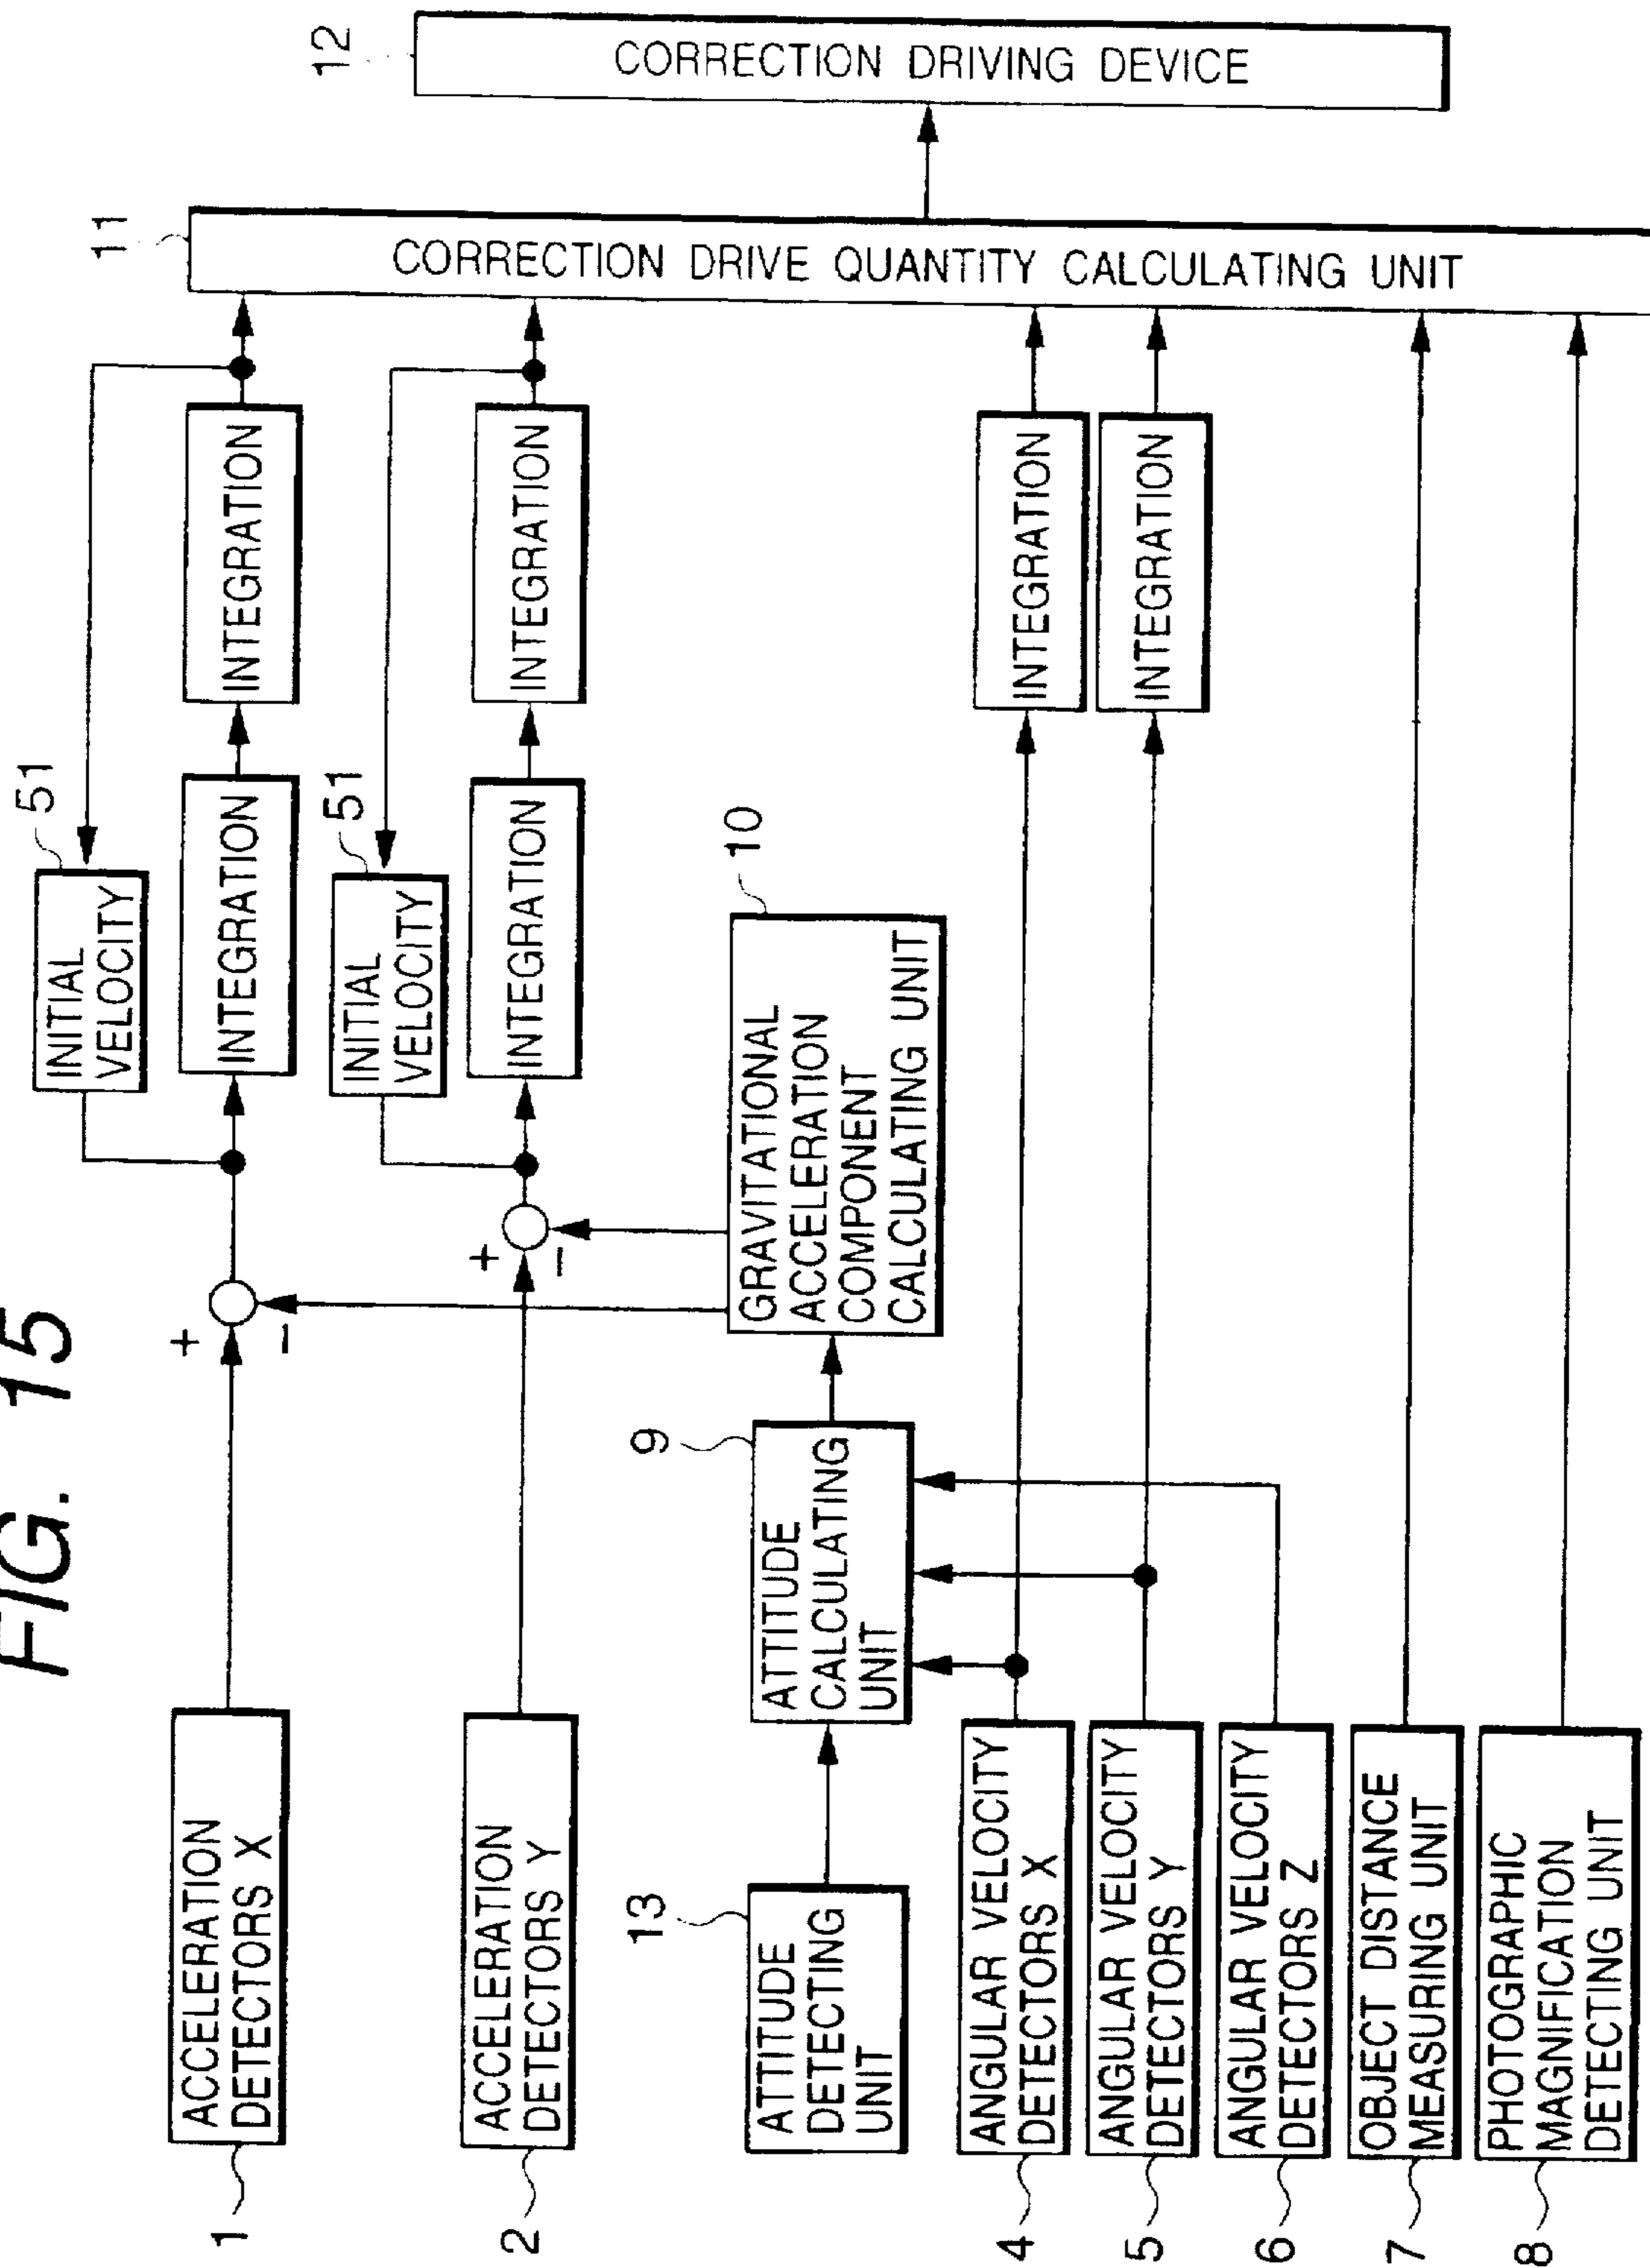 FIG. 15
1
ACCELERATION
DETECTORS X
+
−
51
INITIAL
VELOCITY
INTEGRATION
INTEGRATION
2
ACCELERATION
DETECTORS Y
+
−
51
INITIAL
VELOCITY
INTEGRATION
INTEGRATION
13
ATTITUDE
DETECTING
UNIT
9
ATTITUDE
CALCULATING
UNIT
10
GRAVITATIONAL
ACCELERATION
COMPONENT
CALCULATING UNIT
4
ANGULAR VELOCITY
DETECTORS X
INTEGRATION
5
ANGULAR VELOCITY
DETECTORS Y
INTEGRATION
6
ANGULAR VELOCITY
DETECTORS Z
7
OBJECT DISTANCE
MEASURING UNIT
8
PHOTOGRAPHIC
MAGNIFICATION
DETECTING UNIT
11
CORRECTION DRIVE QUANTITY CALCULATING UNIT
12
CORRECTION DRIVING DEVICE